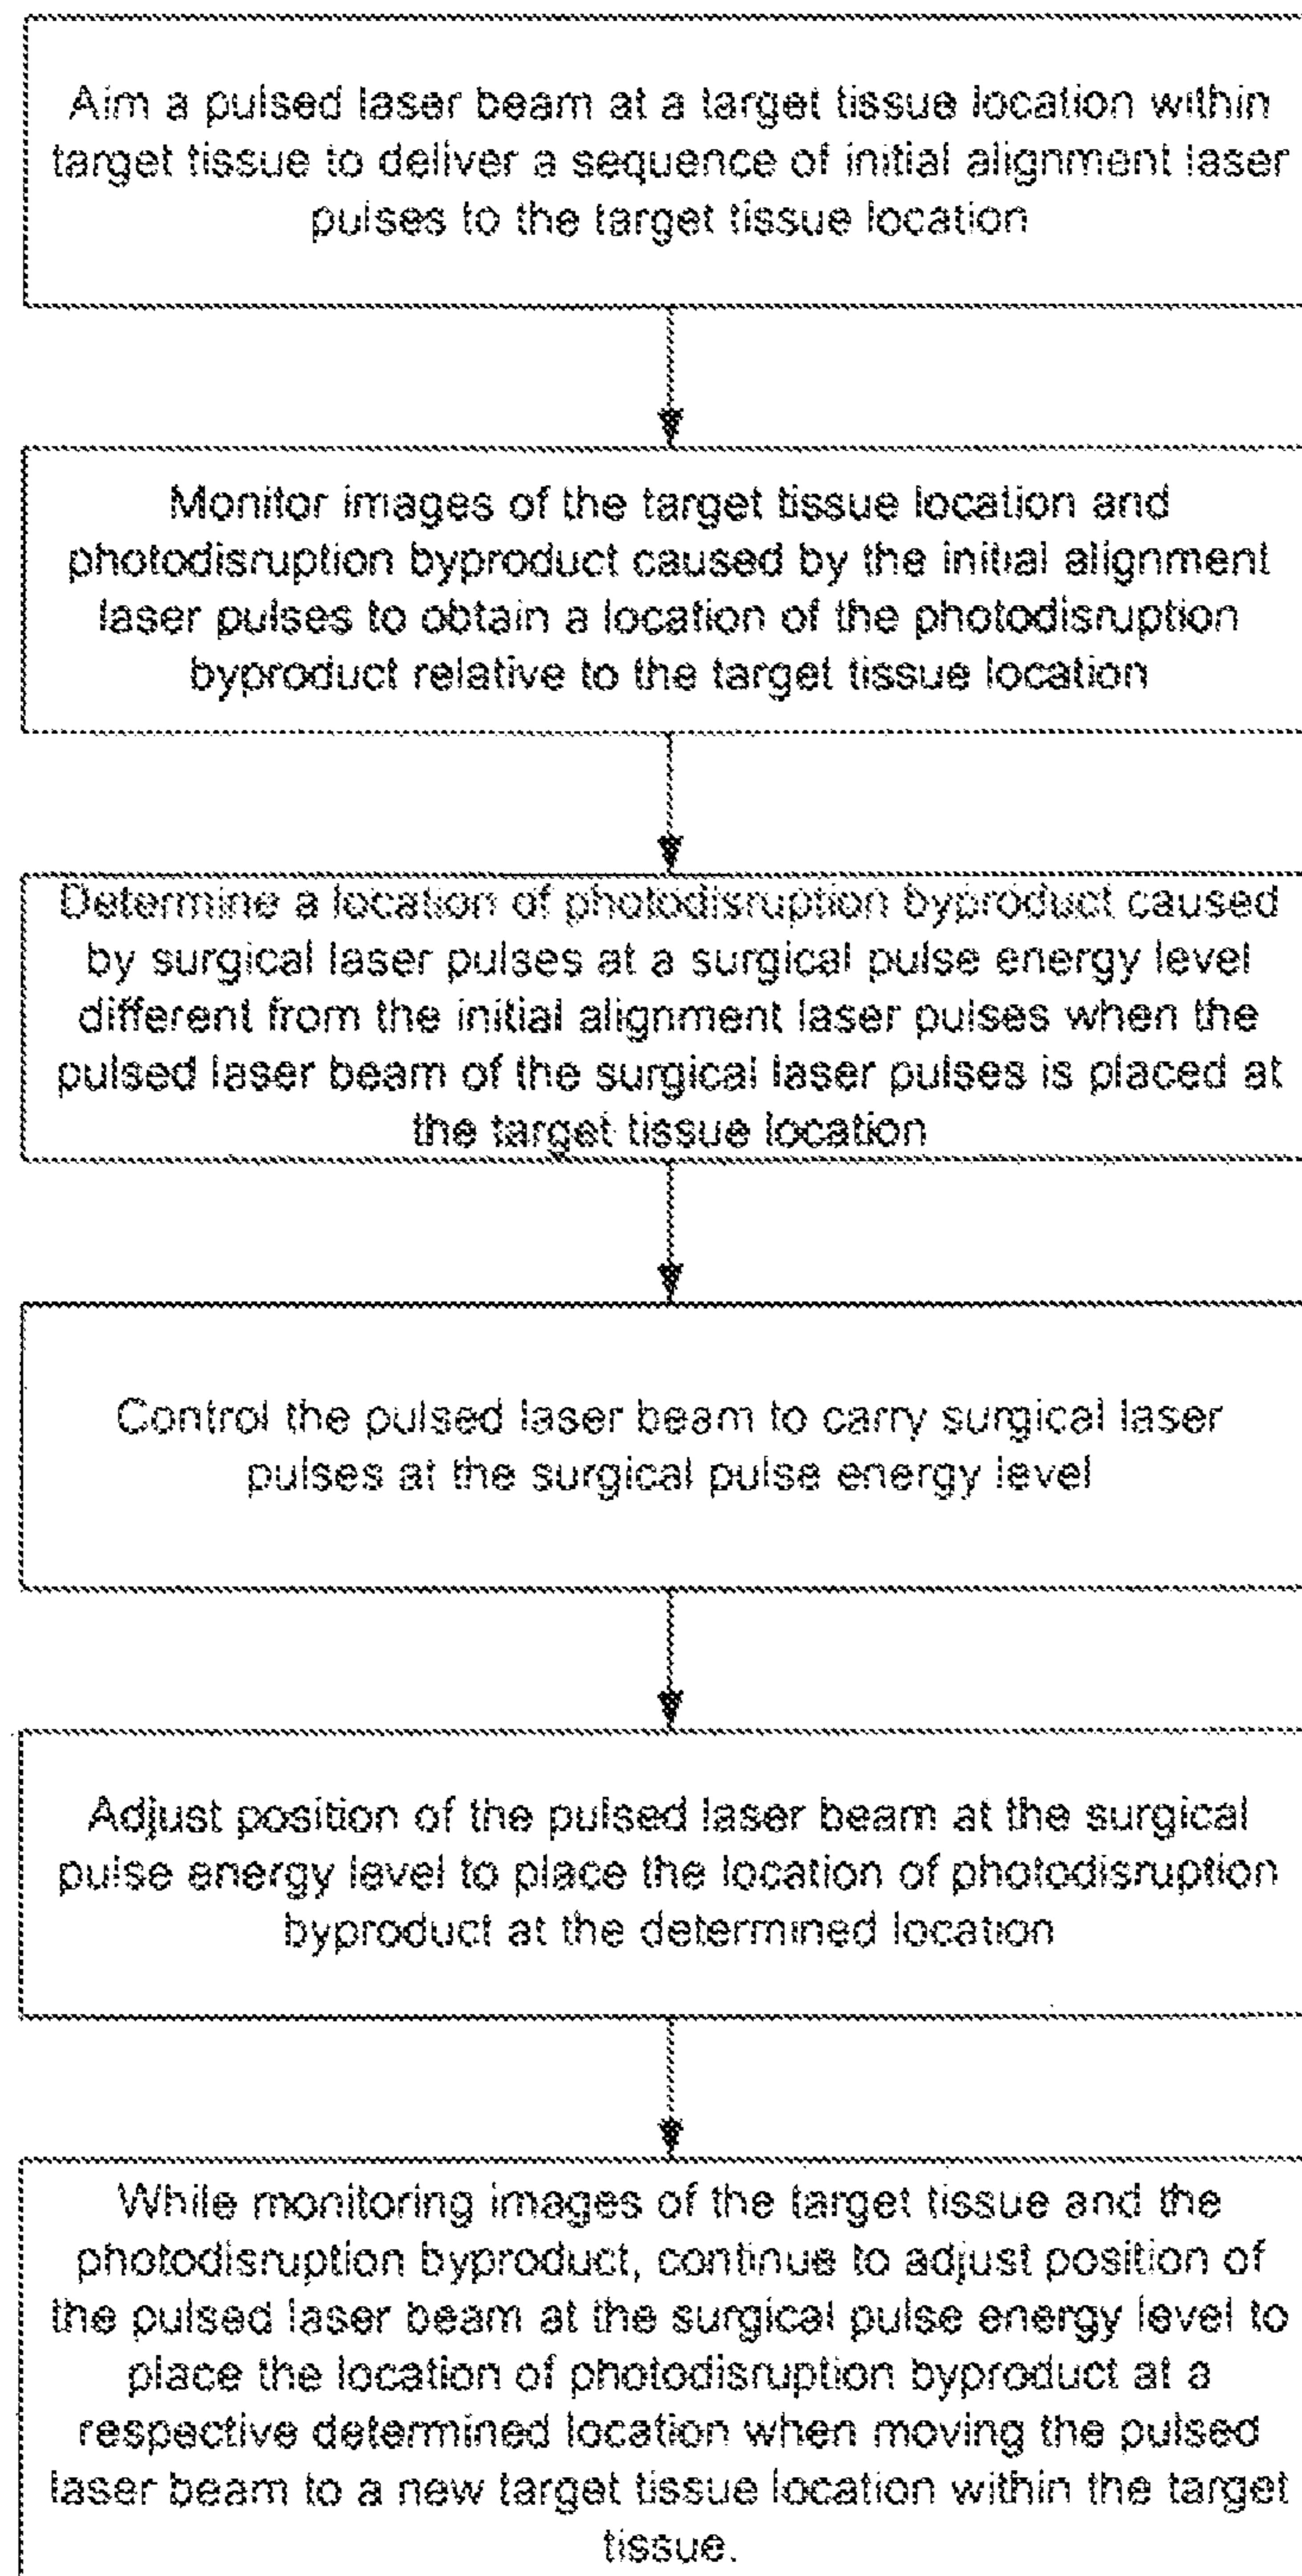 Aim a pulsed laser beam at a target tissue location within
target tissue to deliver a sequence of initial alignment laser
pulses to the target tissue location
Monitor images of the target tissue location and
photodisruption byproduct caused by the initial alignment
laser pulses to obtain a location of the photodisruption
byproduct relative to the target tissue location
Determine a location of photodisruption byproduct caused
by surgical laser pulses at a surgical pulse energy level
different from the initial alignment laser pulses when the
pulsed laser beam of the surgical laser pulses is placed at
the target tissue location
Control the pulsed laser beam to carry surgical laser
pulses at the surgical pulse energy level
Adjust position of the pulsed laser beam at the surgical
pulse energy level to place the location of photodisruption
byproduct at the determined location
While monitoring images of the target tissue and the
photodisruption byproduct, continue to adjust position of
the pulsed laser beam at the surgical pulse energy level to
place the location of photodisruption byproduct at a
respective determined location when moving the pulsed
laser beam to a new target tissue location within the target
tissue.